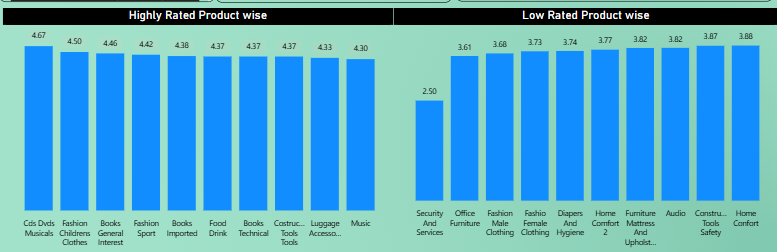 Highly Rated Product wise
4.67
4.50
4.46
4.42
4.38
4.37
4.37
4.37
4.33
4.30
Cds Dvds
Musicals
Fashion
Childrens
Clothes
Books
General
Interest
Fashion
Sport
Books
Imported
Food
Drink
Books
Technical
Costruc...
Tools
Tools
Luggage
Accesso...
Music
Low Rated Product wise
2.50
3.61
3.68
3.73
3.74
3.77
3.82
3.82
3.87
3.88
Security
And
Services
Office
Furniture
Fashion
Male
Clothing
Fashio
Female
Clothing
Diapers
And
Hygiene
Home
Comfort
2
Furniture
Mattress
And
Upholst...
Audio
Constru...
Tools
Safety
Home
Confort